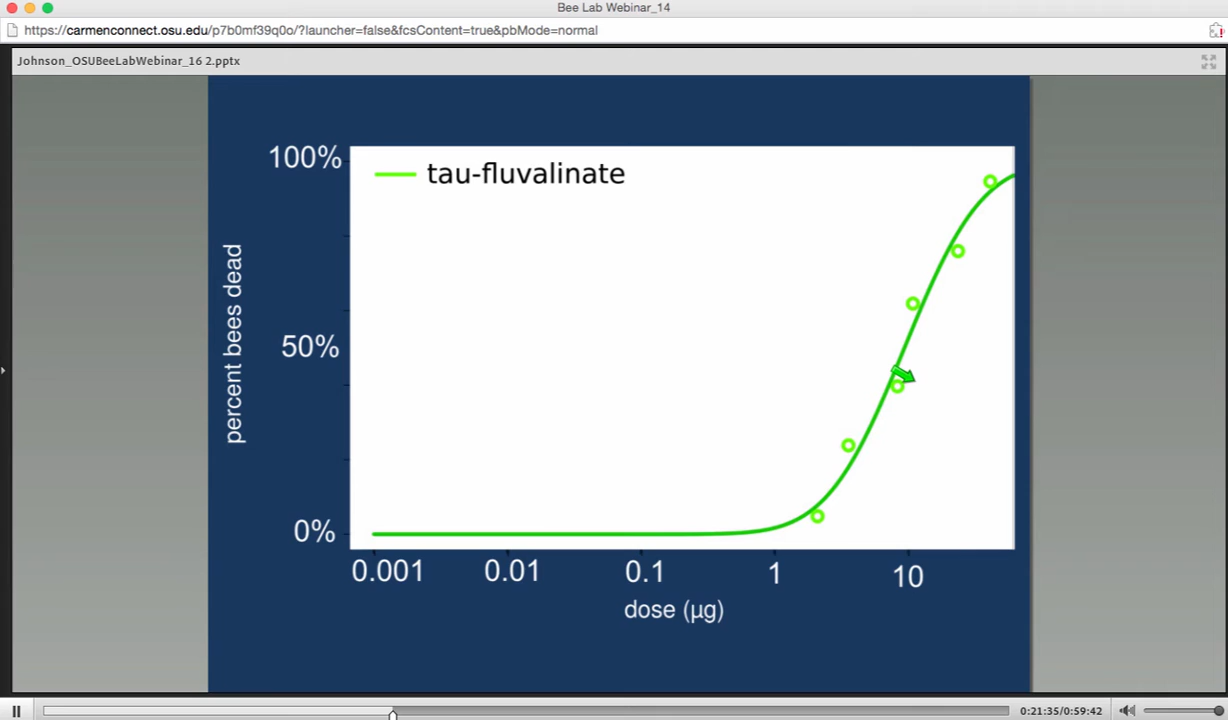 Bee Lab Webinar_14
https://carmenconnect.osu.edu/p7b0mf39q0o/?launcher=false&fcsContent=true&pbMode=normal
Johnson_OSUBeeLabWebinar_16 2.pptx
tau-fluvalinate
100%
50%
0%
percent bees dead
0.001 0.01 0.1 1 10
dose (µg)
0:21:35/0:59:42